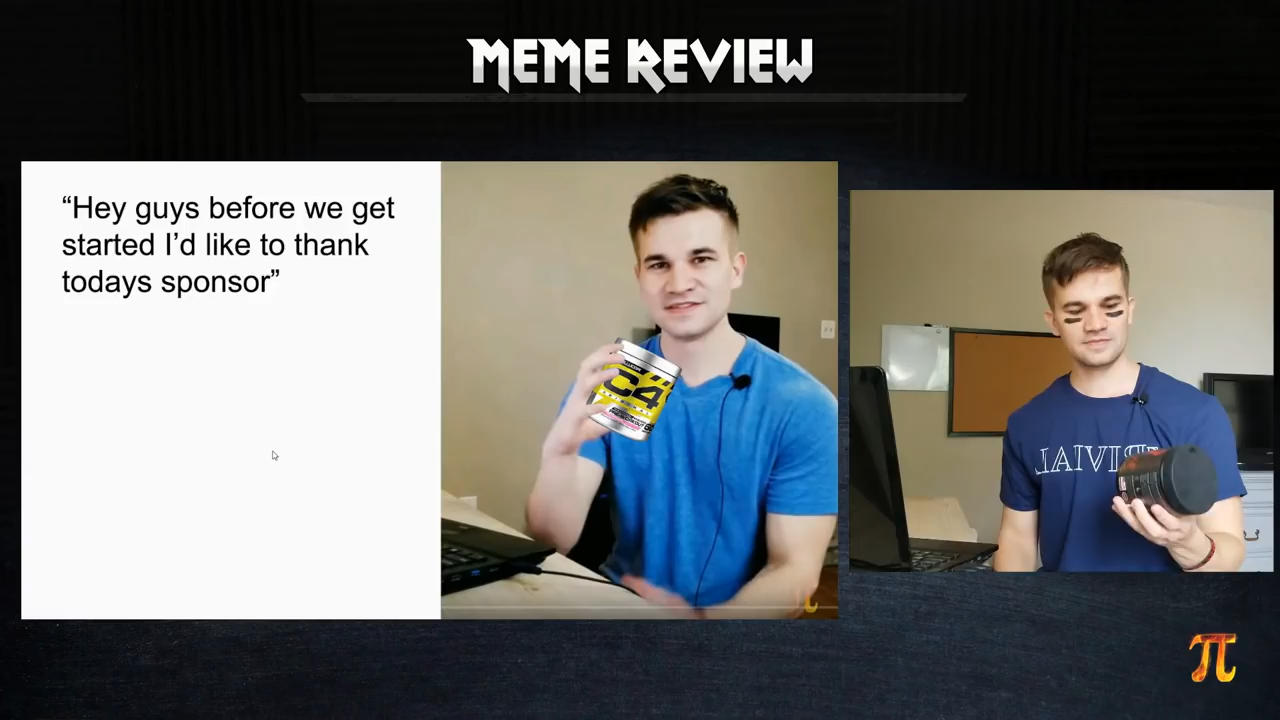 MEME REVIEW
“Hey guys before we get
started I’d like to thank
todays sponsor”
C4
TRIVIAL
π